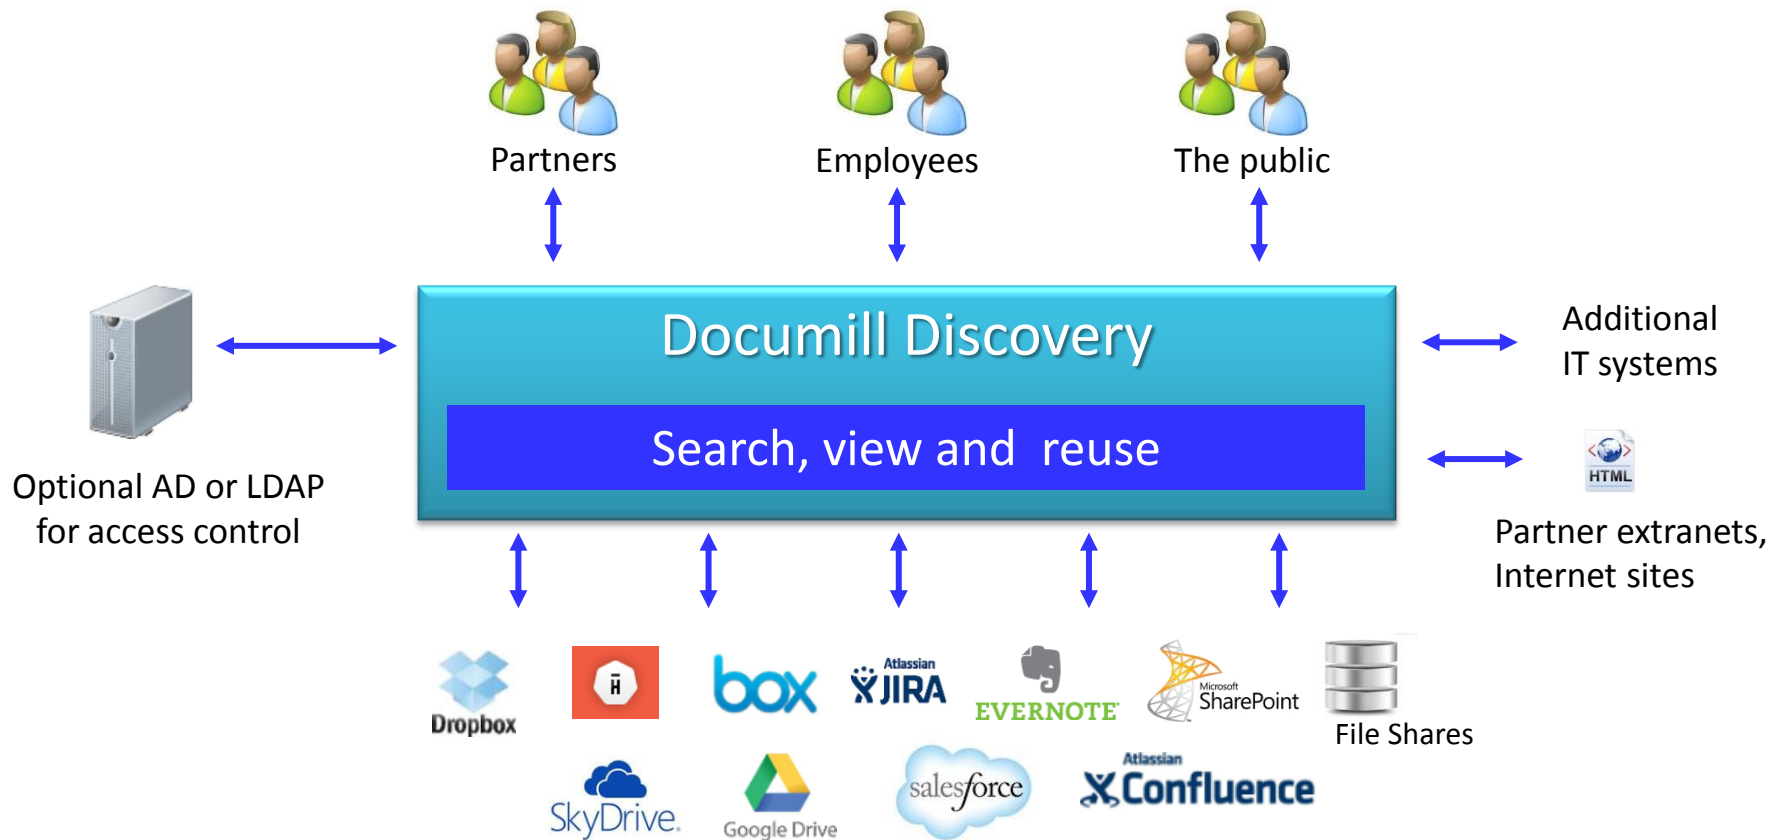 Partners
Employees
The public
Documill Discovery
Search, view and reuse
Optional AD or LDAP
for access control
Additional
IT systems
HTML
Partner extranets,
Internet sites
Dropbox
H
box
Atlassian
JIRA
EVERNOTE
Microsoft
SharePoint
File Shares
SkyDrive
Google Drive
salesforce
Atlassian
Confluence